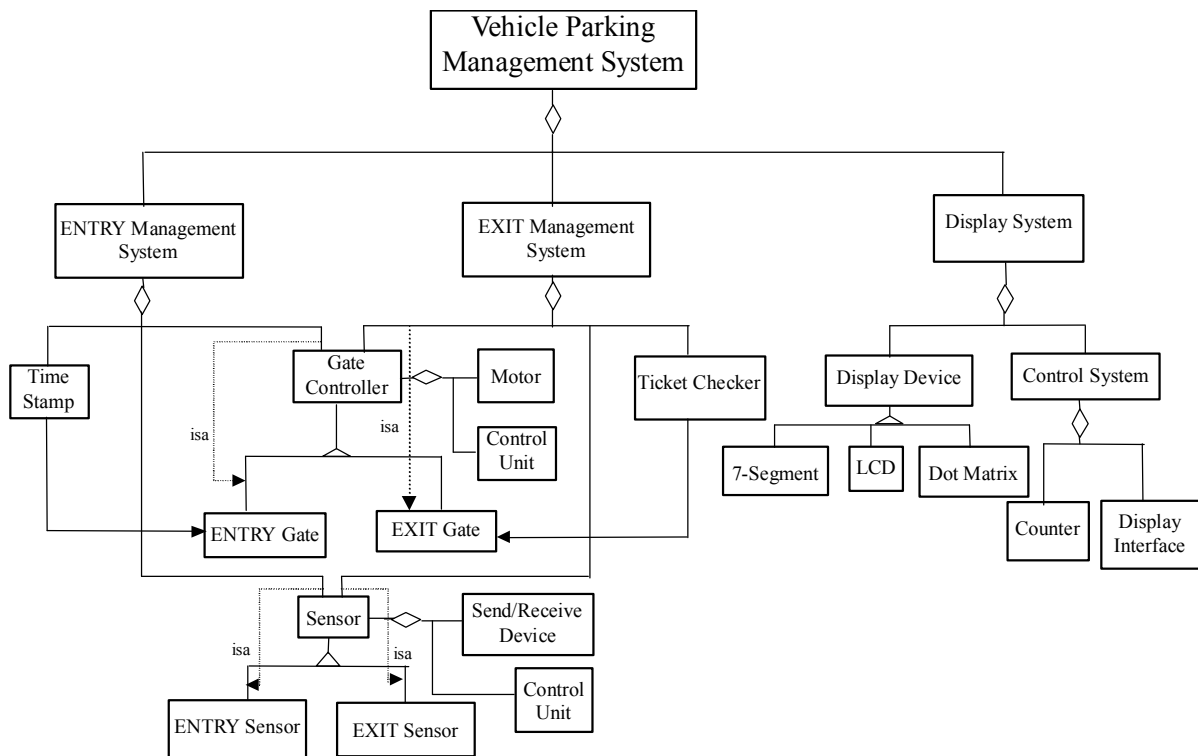 Vehicle Parking
Management System
ENTRY Management
System
EXIT Management
System
Display System
Time
Stamp
Gate
Controller
Motor
Ticket Checker
Display Device
Control System
isa
isa
Control
Unit
7-Segment
LCD
Dot Matrix
ENTRY Gate
EXIT Gate
Counter
Display
Interface
Sensor
Send/Receive
Device
isa
isa
Control
Unit
ENTRY Sensor
EXIT Sensor